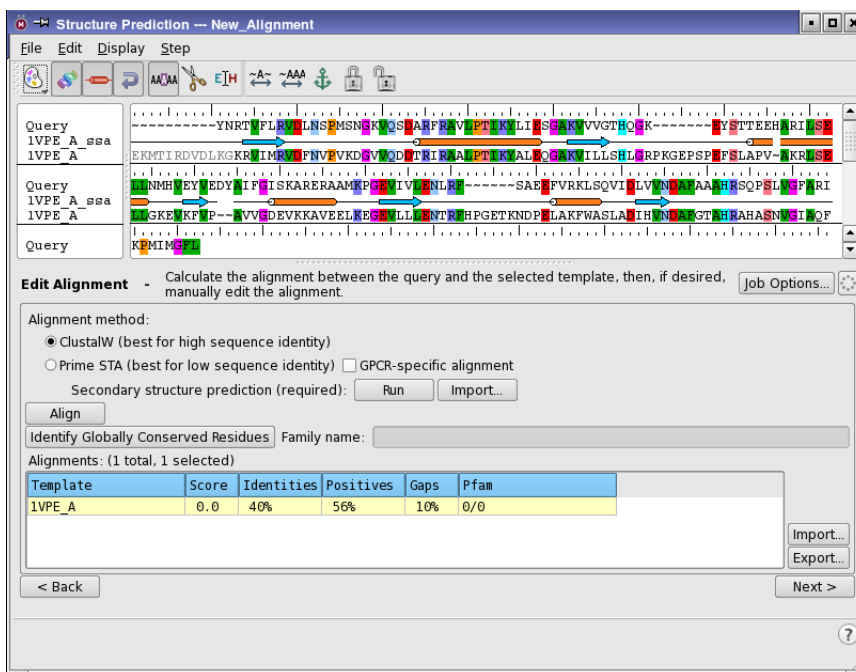 Structure Prediction --- New_Alignment
File Edit Display Step
Query ~~~~~~~~~~YNRTVFLRVDLNSPMSNGKVQSDARFRAVLPTIKYLIESGAKVVVGTHQGK~~~~~~~EYSTTEEHARILSE
1VPE_A_ssa
1VPE_A EKMTIRDVDLKGKRVIMRVDFNVPVKDGVVQDDTRIRAALPTIKYALEQGAKVILLSHLGRPKGEPSPEFSLAPV~AKRLSE
Query LLNMHVEYVEDYAIFGISKARERAAMKPGEVIVLENLRF~~~~~~SAEEFVRKLSQVIDLVVNDAFAAAHRSQPSLVGFARI
1VPE_A_ssa
1VPE_A LLGKEVKFVP~~AVVGDEVKKAVEELKEGEVLLLENTRFHPGETKNDPELAKFWASLADIHVNDAFGTAHRAHASNVGIAQF
Query KPMIMGFL
Edit Alignment - Calculate the alignment between the query and the selected template, then, if desired,
manually edit the alignment.
Job Options...
Alignment method:
ClustalW (best for high sequence identity)
Prime STA (best for low sequence identity) GPCR-specific alignment
Secondary structure prediction (required): Run Import...
Align
Identify Globally Conserved Residues Family name:
Alignments: (1 total, 1 selected)
Template Score Identities Positives Gaps Pfam
1VPE_A 0.0 40% 56% 10% 0/0
Import...
Export...
< Back Next >
?